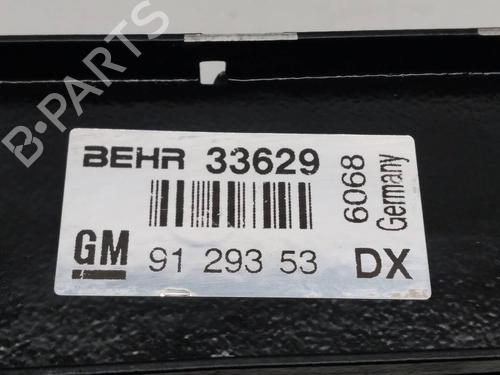 B-PARTS
BEHR 33629
6068
Germany
GM 91 293 53 DX